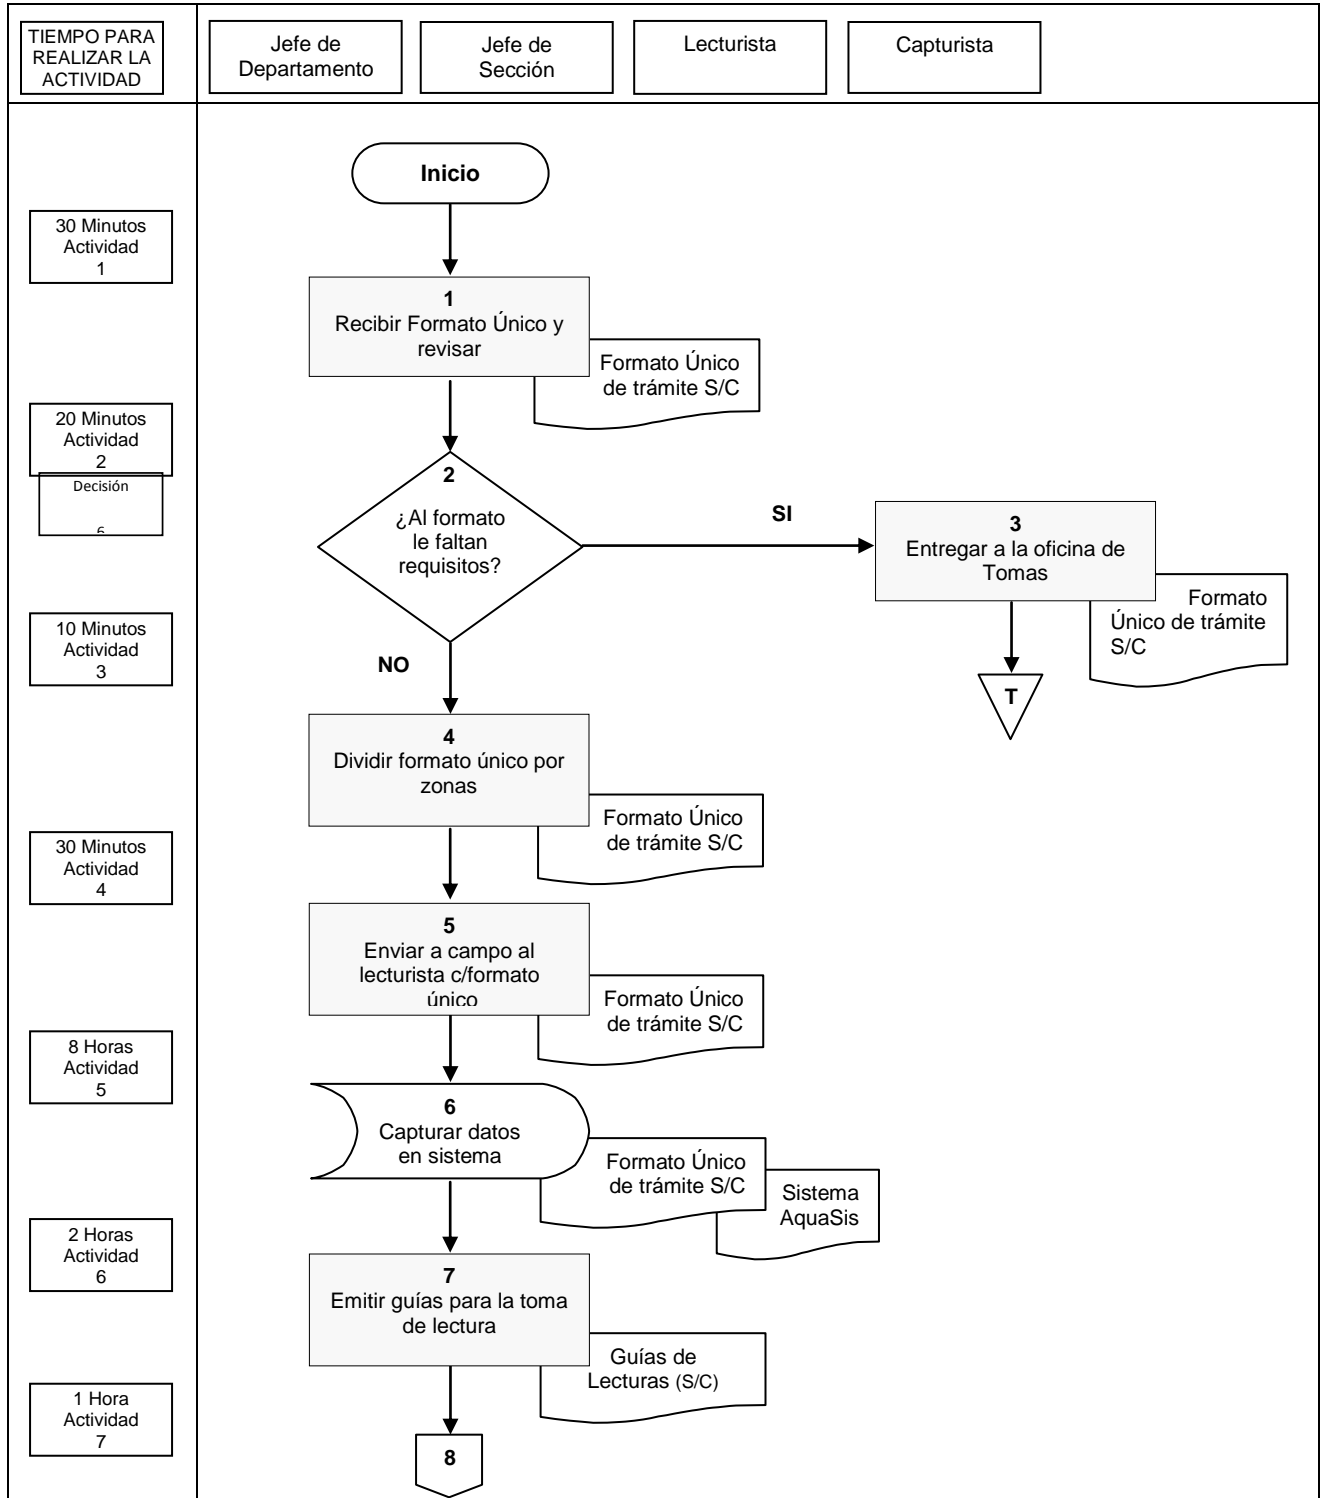 TIEMPO PARA
REALIZAR LA
ACTIVIDAD
Jefe de
Departamento
Jefe de
Sección
Lecturista
Capturista
Inicio
30 Minutos
Actividad
1
1
Recibir Formato Único y
revisar
Formato Único
de trámite S/C
20 Minutos
Actividad
2
Decisión
2
¿Al formato
le faltan
requisitos?
SI
3
Entregar a la oficina de
Tomas
Formato
Único de trámite
S/C
T
10 Minutos
Actividad
3
NO
4
Dividir formato único por
zonas
Formato Único
de trámite S/C
30 Minutos
Actividad
4
5
Enviar a campo al
lecturista c/formato
único
Formato Único
de trámite S/C
8 Horas
Actividad
5
6
Capturar datos
en sistema
Formato Único
de trámite S/C
Sistema
AquaSis
2 Horas
Actividad
6
7
Emitir guías para la toma
de lectura
Guías de
Lecturas (S/C)
1 Hora
Actividad
7
8